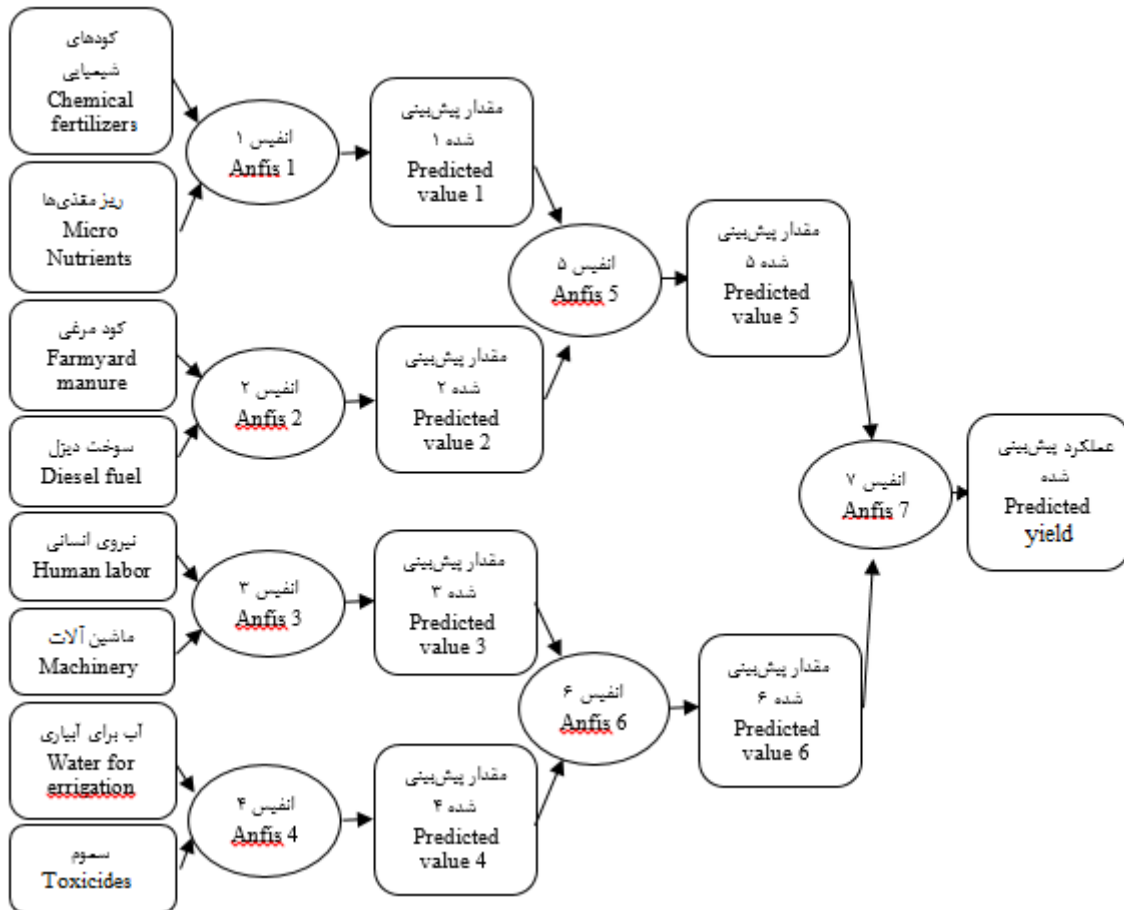 کودهای
شیمیایی
Chemical
fertilizers
ریز مقذی‌ها
Micro
Nutrients
کود مرغی
Farmyard
manure
سوخت دیزل
Diesel fuel
نیروی انسانی
Human labor
ماشین آلات
Machinery
آب برای آبیاری
Water for
errigation
سموم
Toxicides
انفیس ۱
Anfis 1
انفیس ۲
Anfis 2
انفیس ۳
Anfis 3
انفیس ۴
Anfis 4
مقدار پیش‌بینی
شده ۱
Predicted
value 1
مقدار پیش‌بینی
شده ۲
Predicted
value 2
مقدار پیش‌بینی
شده ۳
Predicted
value 3
مقدار پیش‌بینی
شده ۴
Predicted
value 4
انفیس ۵
Anfis 5
انفیس ۶
Anfis 6
مقدار پیش‌بینی
شده ۵
Predicted
value 5
مقدار پیش‌بینی
شده ۶
Predicted
value 6
انفیس ۷
Anfis 7
عملکرد پیش‌بینی
شده
Predicted
yield